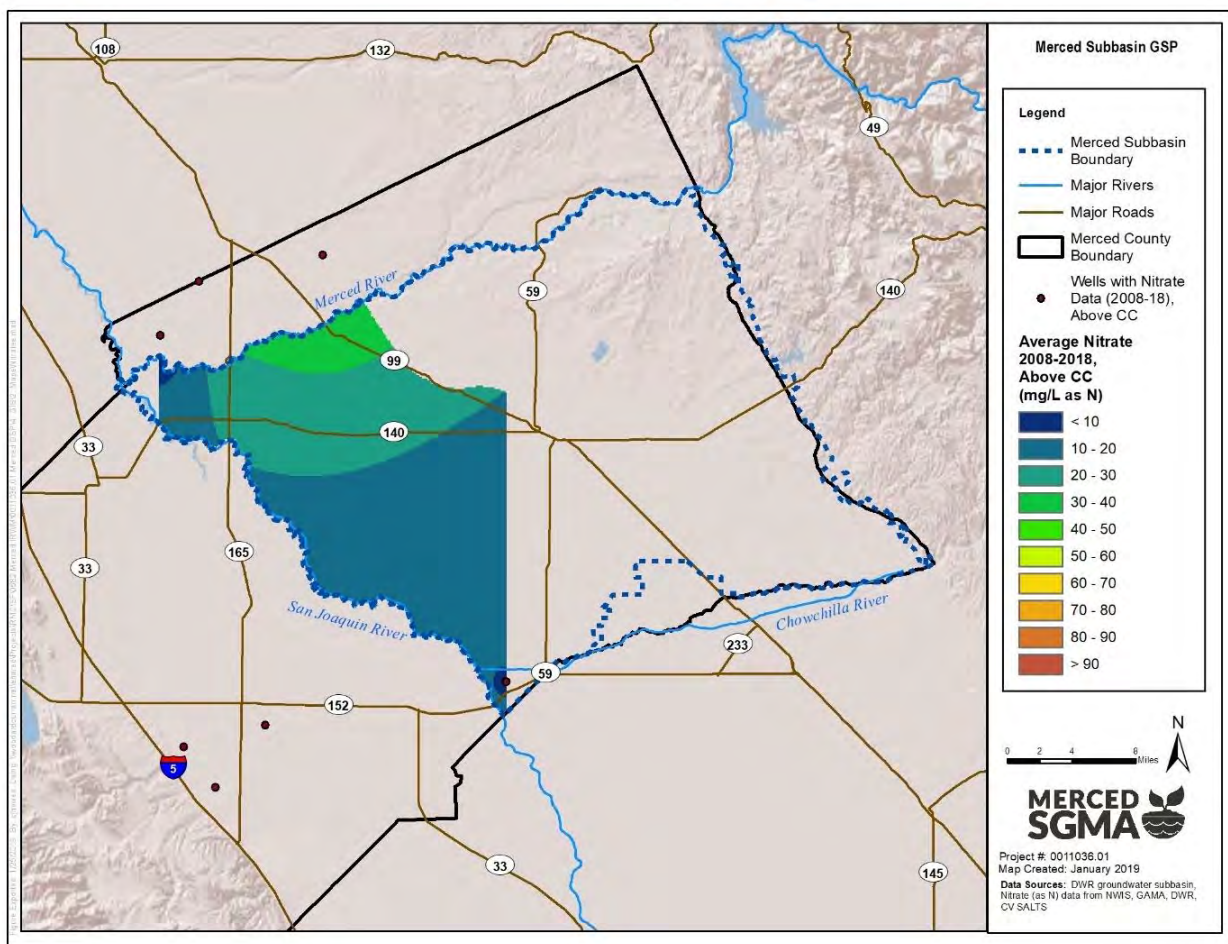 108
132
49
59
140
99
140
33
33
165
59
233
152
5
33
145
Merced River
San Joaquin River
Chowchilla River
Merced Subbasin GSP
Legend
Merced Subbasin
Boundary
Major Rivers
Major Roads
Merced County
Boundary
Wells with Nitrate
Data (2008-18),
Above CC
Average Nitrate
2008-2018,
Above CC
(mg/L as N)
< 10
10 - 20
20 - 30
30 - 40
40 - 50
50 - 60
60 - 70
70 - 80
80 - 90
> 90
N
0 2 4 8
Miles
MERCED
SGMA
Project #: 0011036.01
Map Created: January 2019
Data Sources: DWR groundwater subbasin,
Nitrate (as N) data from NWIS, GAMA, DWR,
CV SALTS